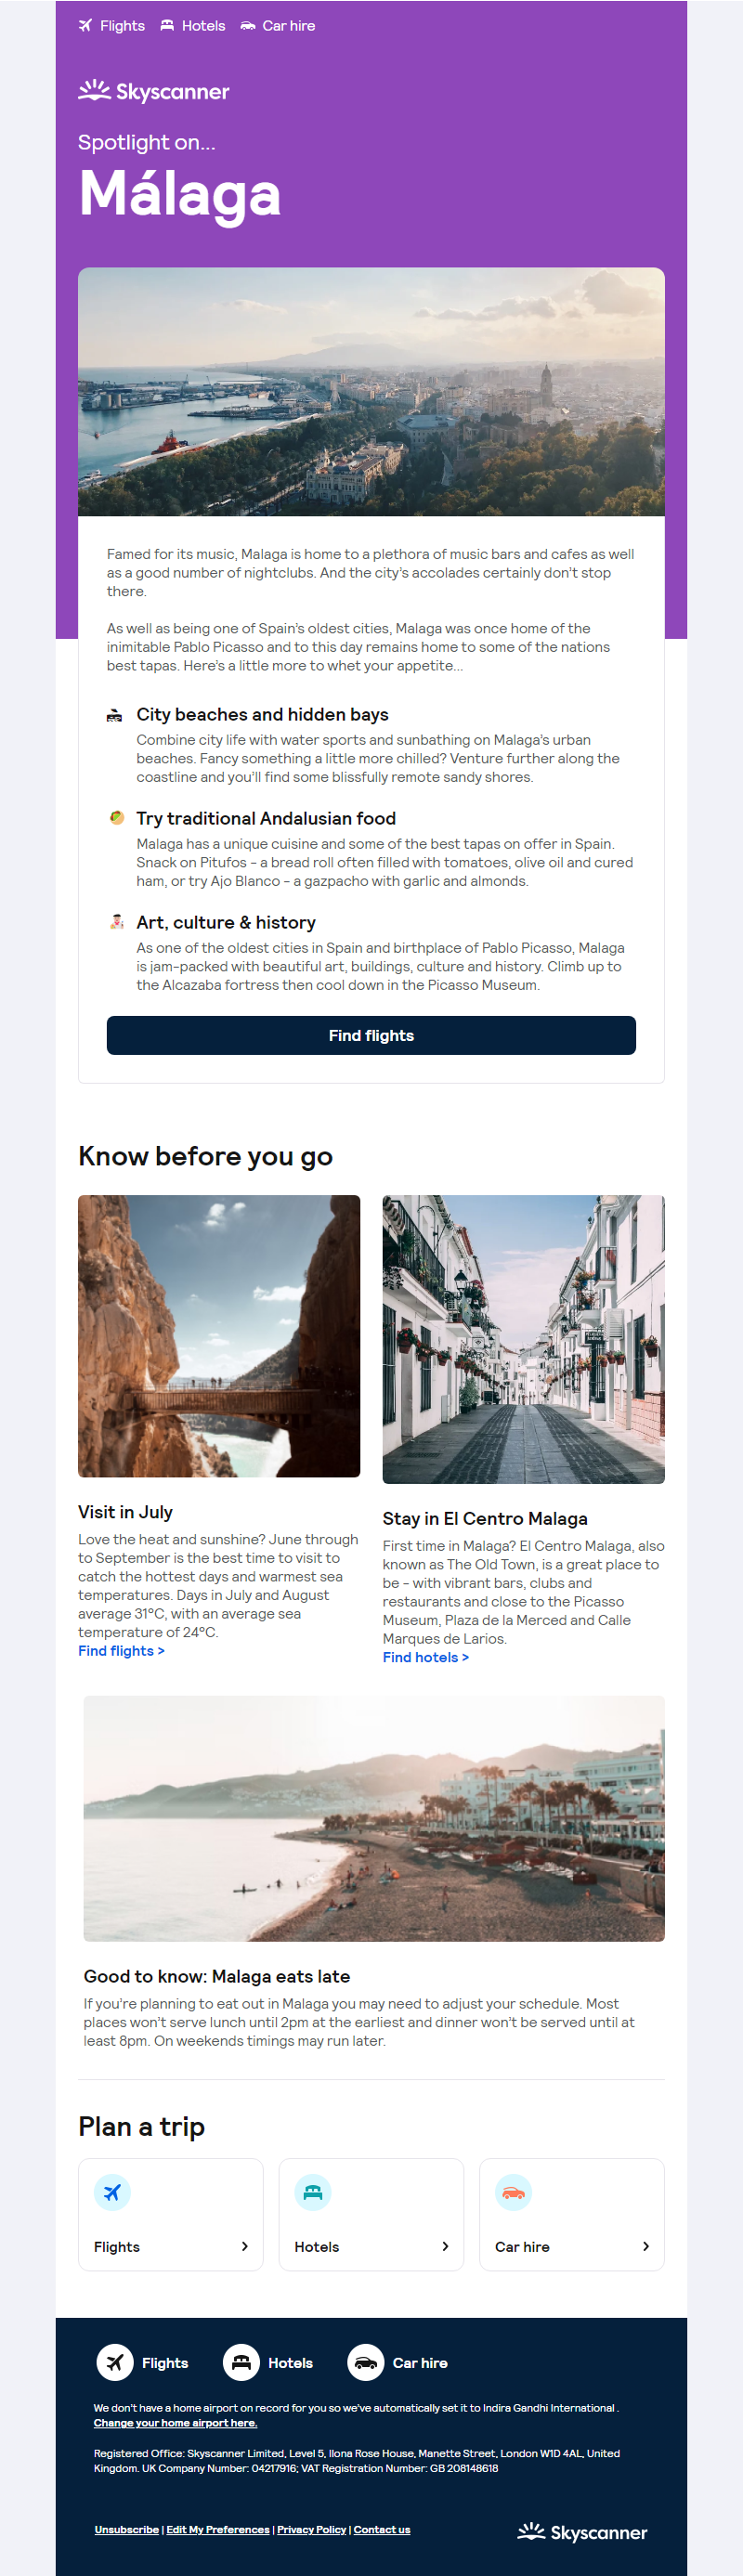 Flights Hotels Car hire
Skyscanner
Spotlight on...
Málaga
Famed for its music, Malaga is home to a plethora of music bars and cafes as well
as a good number of nightclubs. And the city's accolades certainly don't stop
there.
As well as being one of Spain's oldest cities, Malaga was once home of the
inimitable Pablo Picasso and to this day remains home to some of the nations
best tapas. Here's a little more to whet your appetite...
City beaches and hidden bays
Combine city life with water sports and sunbathing on Malaga's urban
beaches. Fancy something a little more chilled? Venture further along the
coastline and you'll find some blissfully remote sandy shores.
Try traditional Andalusian food
Malaga has a unique cuisine and some of the best tapas on offer in Spain.
Snack on Pitufos - a bread roll often filled with tomatoes, olive oil and cured
ham, or try Ajo Blanco - a gazpacho with garlic and almonds.
Art, culture & history
As one of the oldest cities in Spain and birthplace of Pablo Picasso, Malaga
is jam-packed with beautiful art, buildings, culture and history. Climb up to
the Alcazaba fortress then cool down in the Picasso Museum.
Find flights
Know before you go
Visit in July
Love the heat and sunshine? June through
to September is the best time to visit to
catch the hottest days and warmest sea
temperatures. Days in July and August
average 31°C, with an average sea
temperature of 24°C.
Find flights >
Stay in El Centro Malaga
First time in Malaga? El Centro Malaga, also
known as The Old Town, is a great place to
be - with vibrant bars, clubs and
restaurants and close to the Picasso
Museum, Plaza de la Merced and Calle
Marques de Larios.
Find hotels >
Good to know: Malaga eats late
If you're planning to eat out in Malaga you may need to adjust your schedule. Most
places won't serve lunch until 2pm at the earliest and dinner won't be served until at
least 8pm. On weekends timings may run later.
Plan a trip
Flights > Hotels > Car hire >
Flights Hotels Car hire
We don't have a home airport on record for you so we've automatically set it to Indira Gandhi International .
Change your home airport here.
Registered Office: Skyscanner Limited, Level 5, Ilona Rose House, Manette Street, London W1D 4AL, United
Kingdom. UK Company Number: 04217916; VAT Registration Number: GB 208148618
Unsubscribe | Edit My Preferences | Privacy Policy | Contact us
Skyscanner